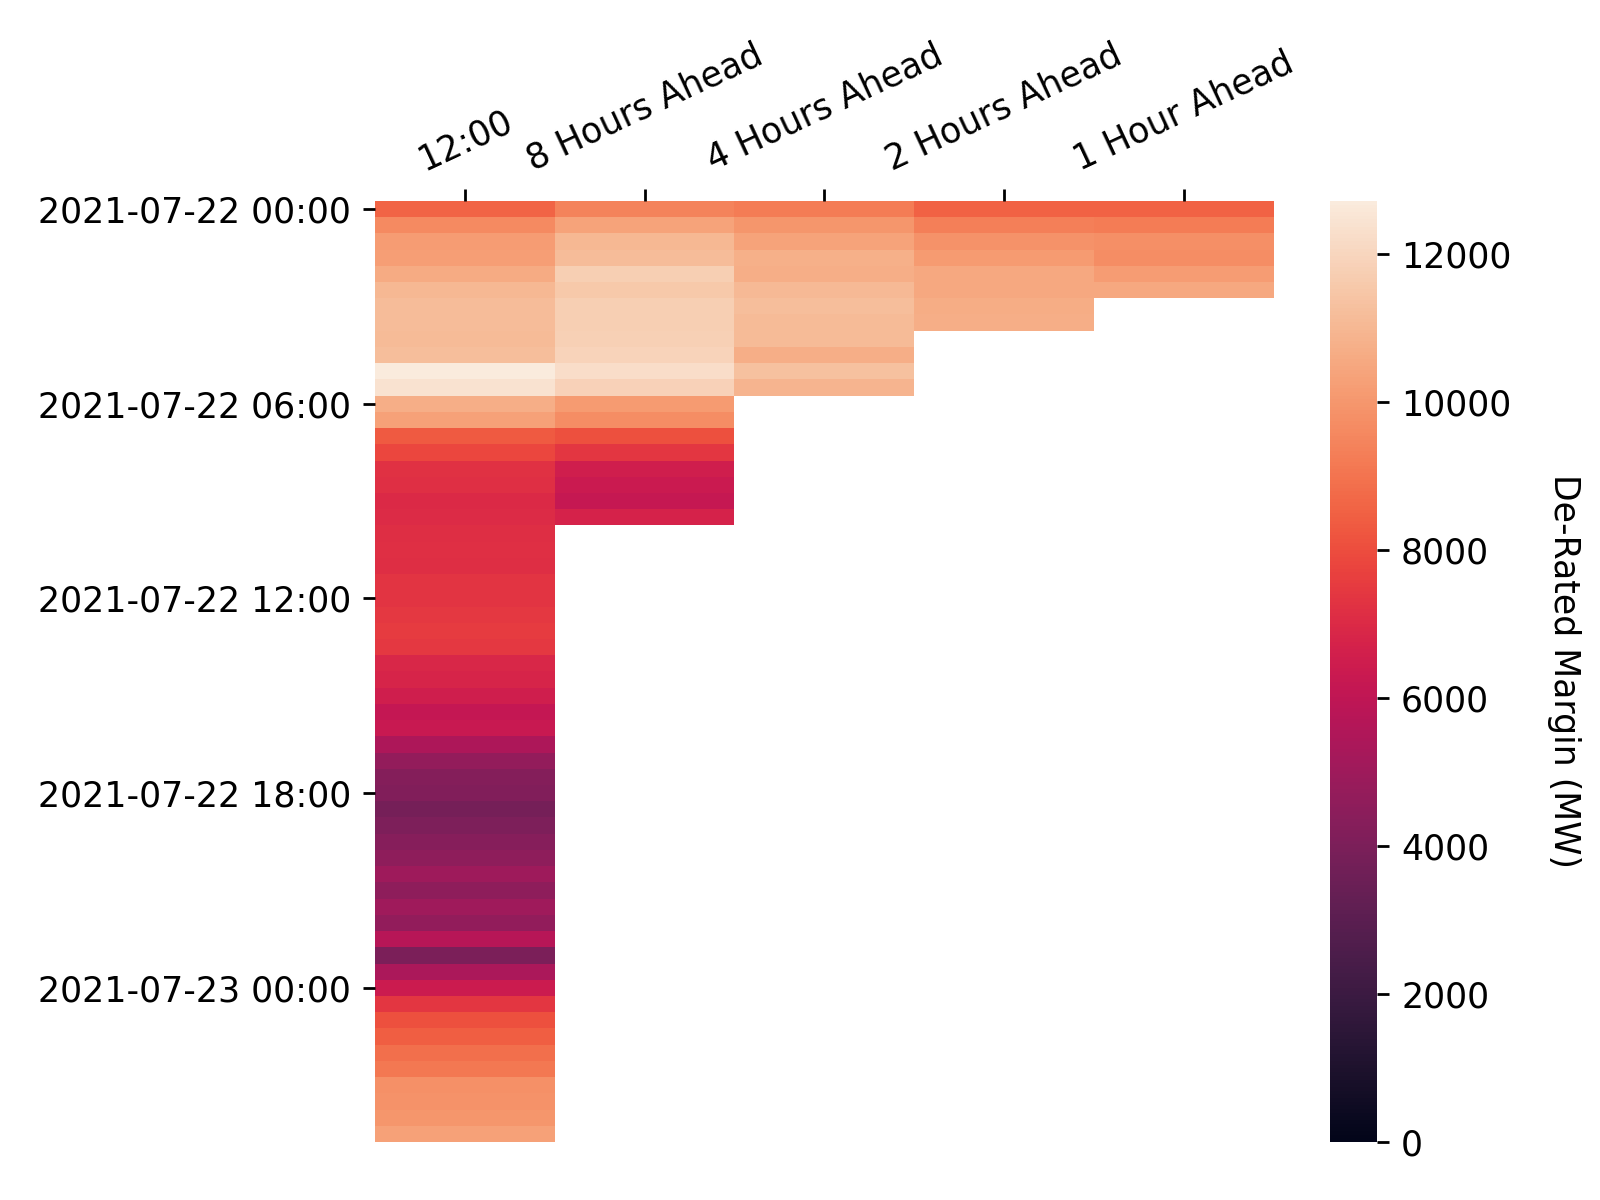 12:00
8 Hours Ahead
4 Hours Ahead
2 Hours Ahead
1 Hour Ahead
2021-07-22 00:00
2021-07-22 06:00
2021-07-22 12:00
2021-07-22 18:00
2021-07-23 00:00
12000
10000
8000
6000
4000
2000
0
De-Rated Margin (MW)